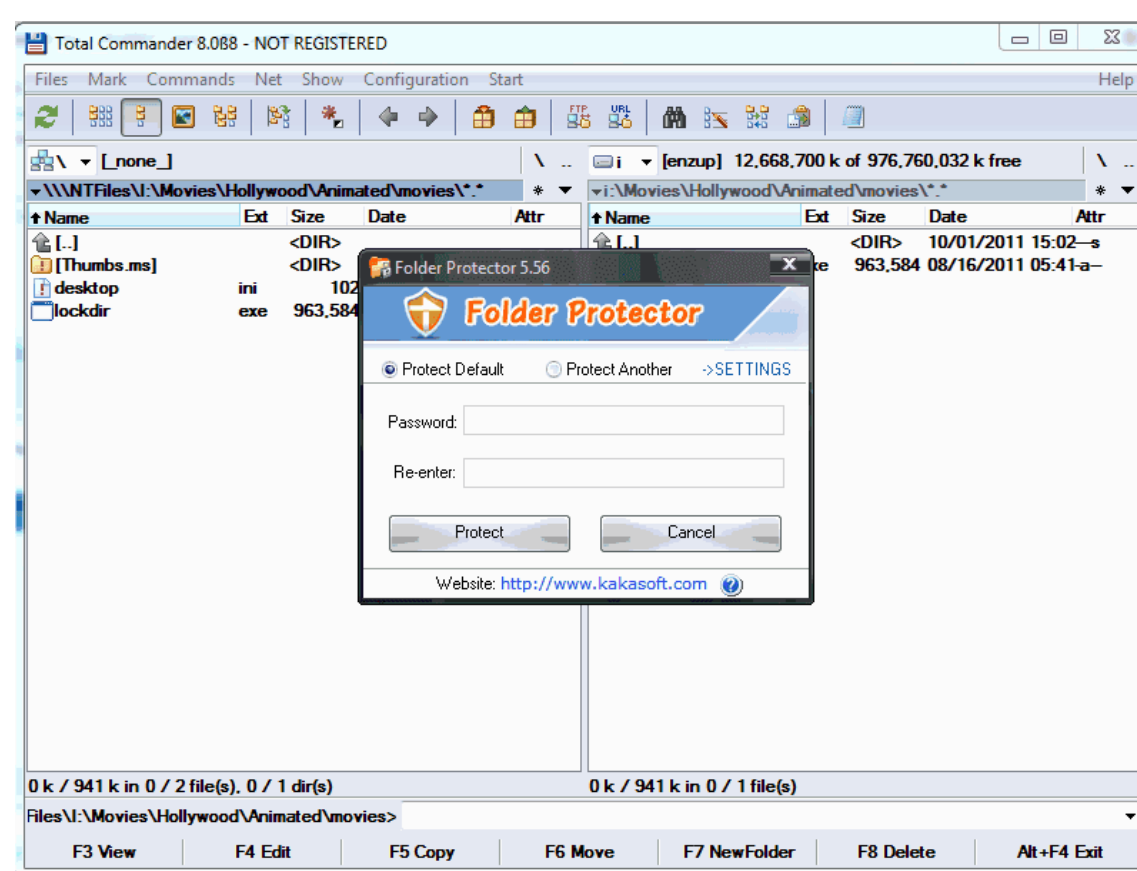 Total Commander 8.0ß8 - NOT REGISTERED
Files Mark Commands Net Show Configuration Start Help
FTP URL
\ [_none_] \ .. i [enzup] 12,668,700 k of 976,760,032 k free \ ..
\\\NTFiles\I:\Movies\Hollywood\Animated\movies\*.* * i:\Movies\Hollywood\Animated\movies\*.* *
Name Ext Size Date Attr Name Ext Size Date Attr
[..] <DIR> [..] <DIR> 10/01/2011 15:02 —s
[Thumbs.ms] <DIR> xe 963,584 08/16/2011 05:41 -a—
desktop ini 102
lockdir exe 963,584
Folder Protector 5.56
Folder Protector
Protect Default Protect Another ->SETTINGS
Password:
Re-enter:
Protect Cancel
Website: http://www.kakasoft.com
0 k / 941 k in 0 / 2 file(s), 0 / 1 dir(s) 0 k / 941 k in 0 / 1 file(s)
Files\I:\Movies\Hollywood\Animated\movies>
F3 View F4 Edit F5 Copy F6 Move F7 NewFolder F8 Delete Alt+F4 Exit